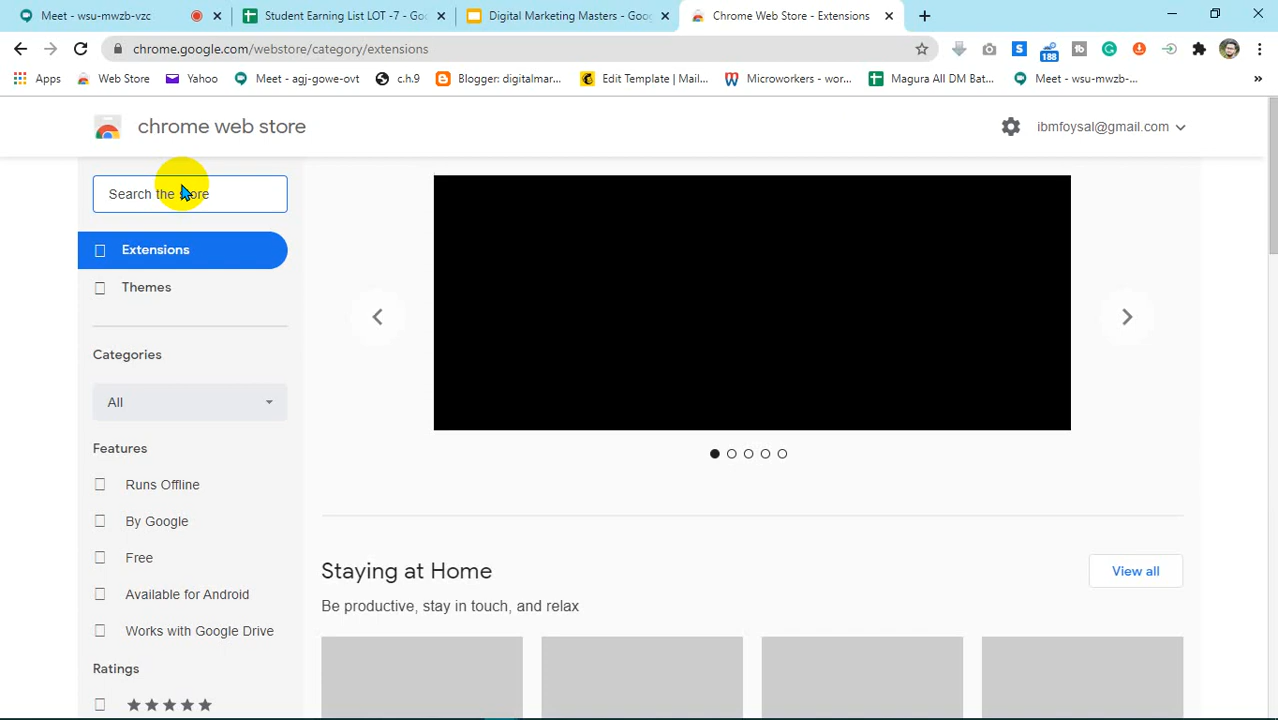 Meet - wsu-mwzb-vzc
Student Earning List LOT -7 - Goo
Digital Marketing Masters - Goog
Chrome Web Store - Extensions
chrome.google.com/webstore/category/extensions
188
Apps
Web Store
Yahoo
Meet - agj-gowe-ovt
c.h.9
Blogger: digitalmar...
Edit Template | Mail...
Microworkers - wor...
Magura All DM Bat...
Meet - wsu-mwzb-...
chrome web store
ibmfoysal@gmail.com
Search the store
Extensions
Themes
Categories
All
Features
Runs Offline
By Google
Free
Available for Android
Works with Google Drive
Ratings
Staying at Home
View all
Be productive, stay in touch, and relax